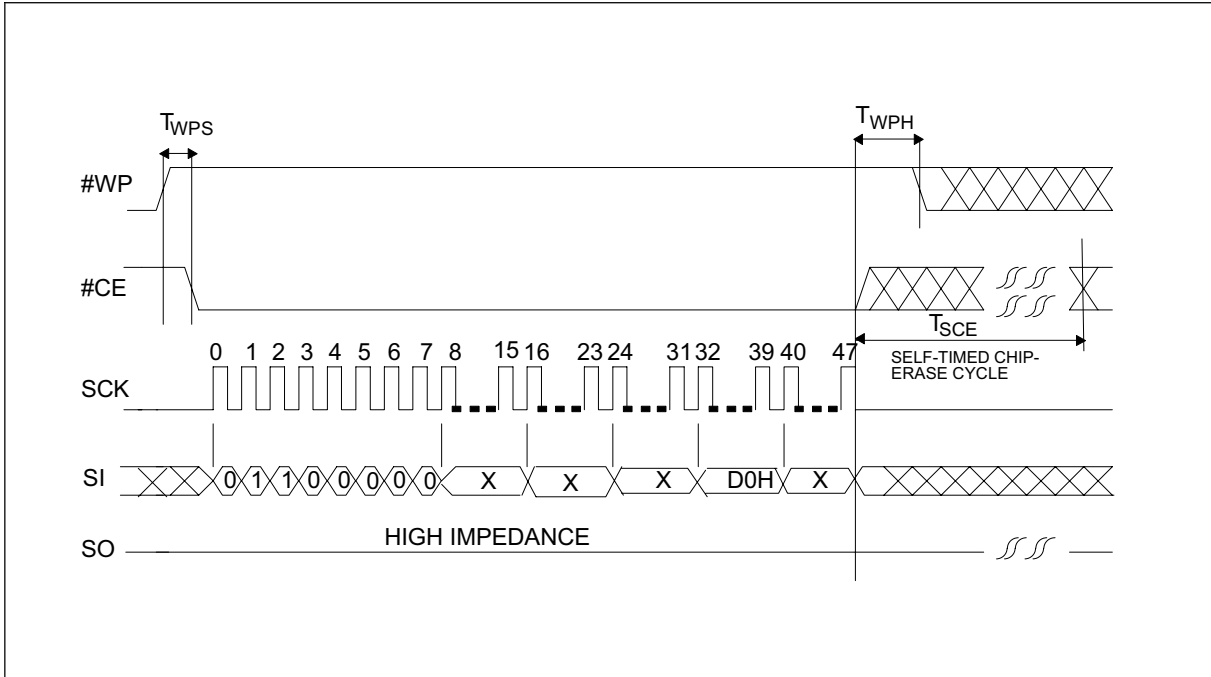 TWPS
TWPH
#WP
#CE
TSCE
SELF-TIMED CHIP-
ERASE CYCLE
0 1 2 3 4 5 6 7 8 15 16 23 24 31 32 39 40 47
SCK
SI 0 1 1 0 0 0 0 0 X X X D0H X
HIGH IMPEDANCE
SO